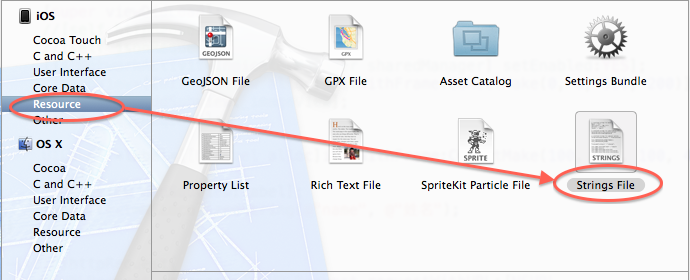 iOS
Cocoa Touch
C and C++
User Interface
Core Data
Resource
Other
OS X
Cocoa
C and C++
User Interface
Core Data
Resource
Other
GEOJSON
GPX
GeoJSON File
GPX File
Asset Catalog
Settings Bundle
SPRITE
STRINGS
Property List
Rich Text File
SpriteKit Particle File
Strings File